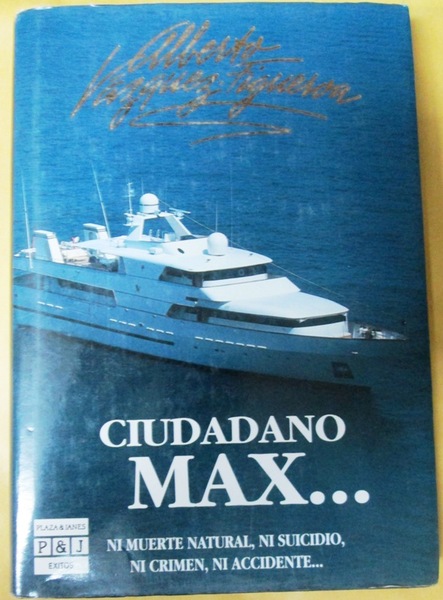 Alberto
Vázquez-Figueroa
CIUDADANO
MAX...
PLAZA & JANES
P & J
EXITOS
NI MUERTE NATURAL, NI SUICIDIO,
NI CRIMEN, NI ACCIDENTE...